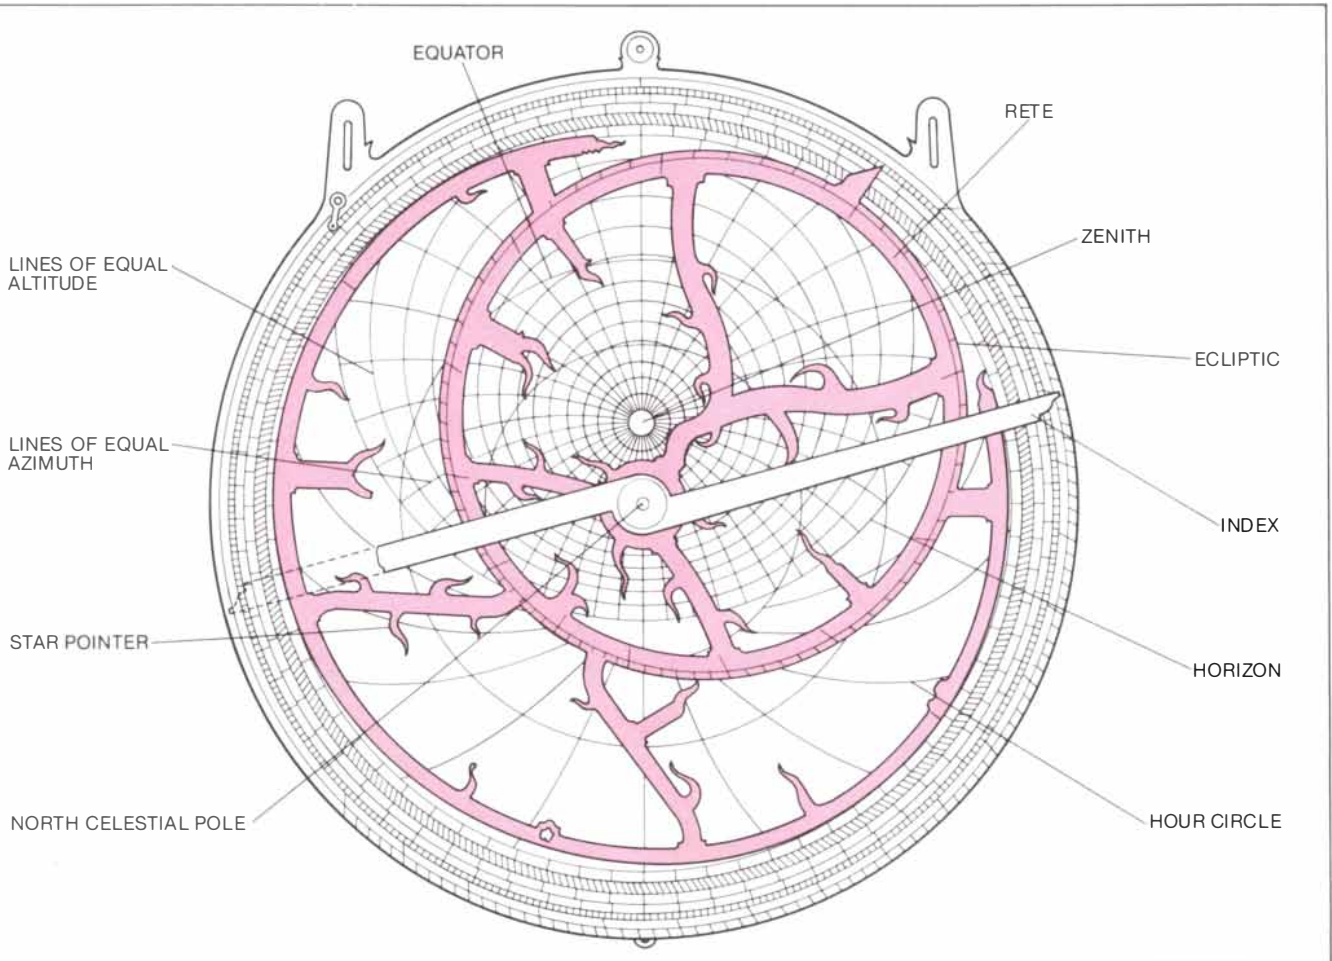 EQUATOR
RETE
ZENITH
LINES OF EQUAL
ALTITUDE
ECLIPTIC
LINES OF EQUAL
AZIMUTH
INDEX
STAR POINTER
HORIZON
NORTH CELESTIAL POLE
HOUR CIRCLE